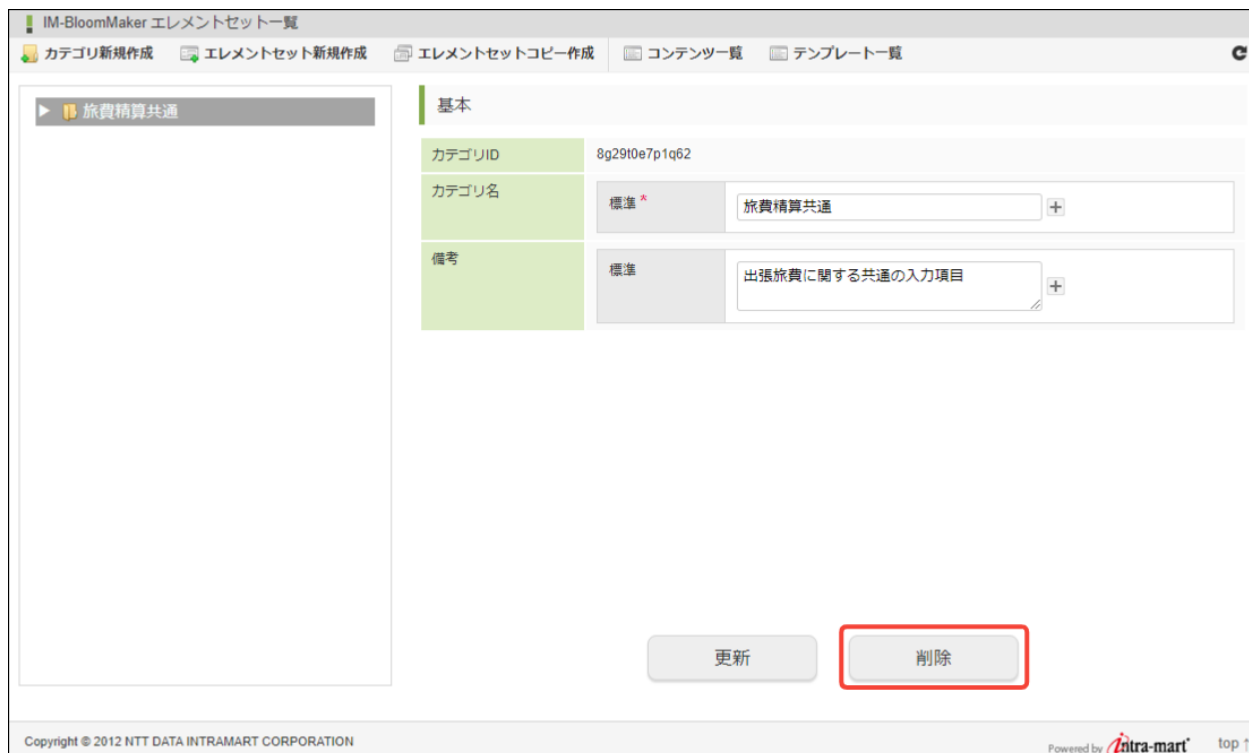 IM-BloomMaker エレメントセット一覧
カテゴリ新規作成 エレメントセット新規作成 エレメントセットコピー作成 コンテンツ一覧 テンプレート一覧
旅費精算共通
基本
カテゴリID 8g29t0e7p1q62
カテゴリ名 標準 * 旅費精算共通
備考 標準 出張旅費に関する共通の入力項目
更新 削除
Copyright © 2012 NTT DATA INTRAMART CORPORATION Powered by intra-mart top ↑